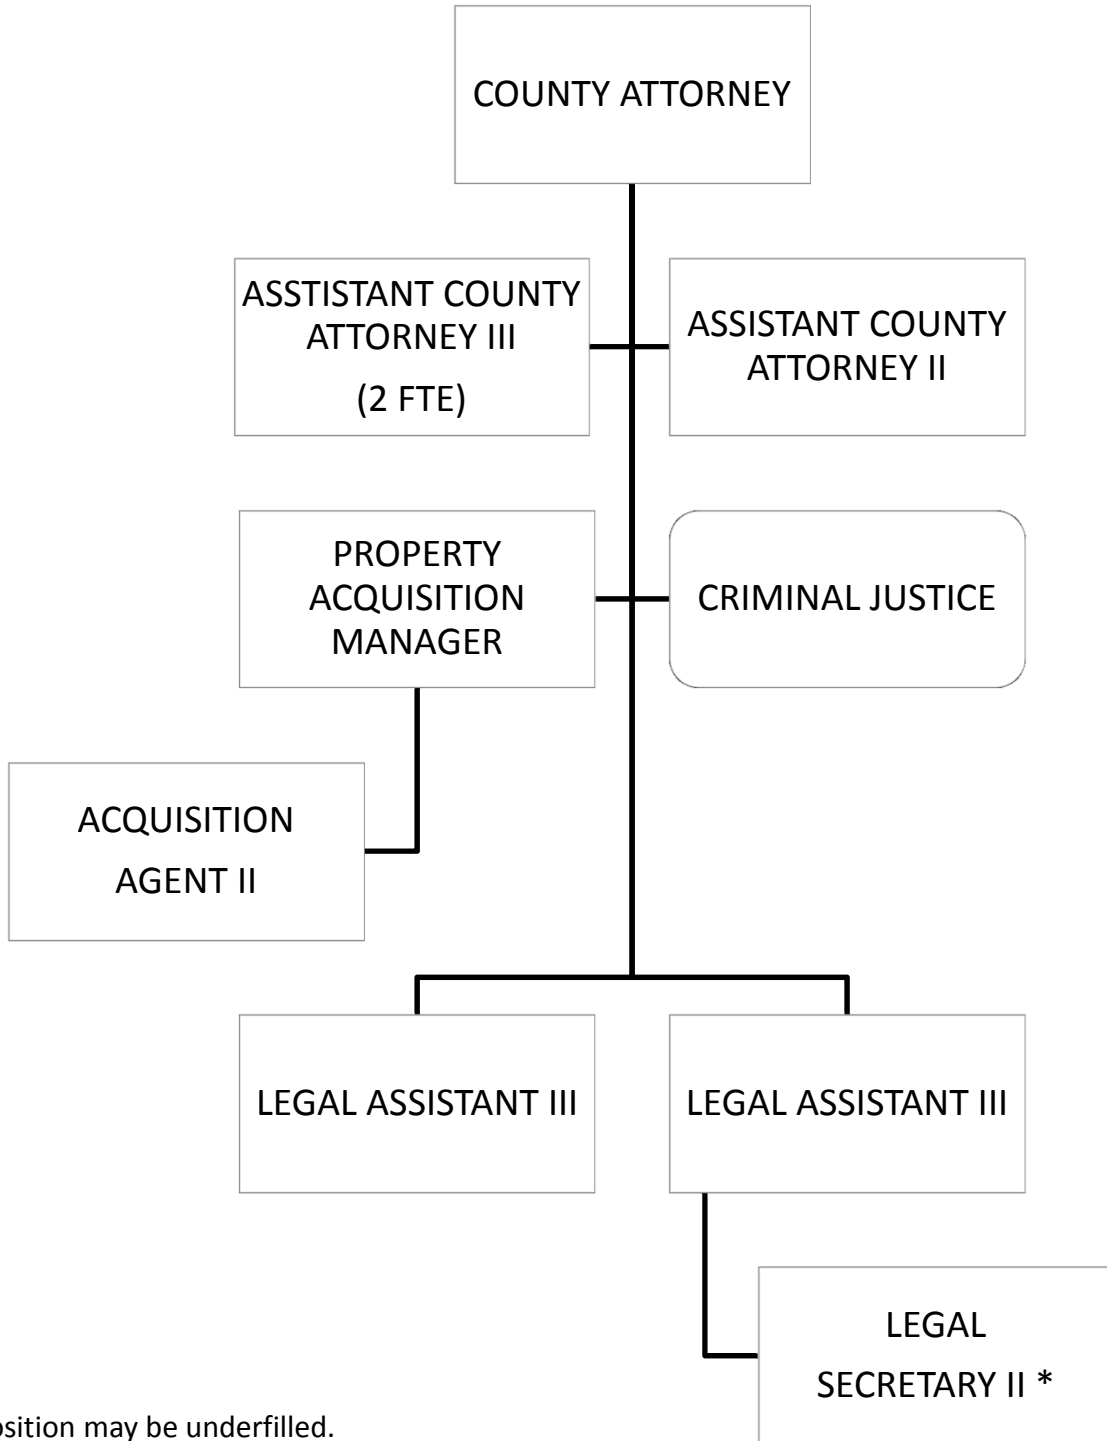 COUNTY ATTORNEY
ASSTISTANT COUNTY
ATTORNEY III
(2 FTE)
ASSISTANT COUNTY
ATTORNEY II
PROPERTY
ACQUISITION
MANAGER
CRIMINAL JUSTICE
ACQUISITION
AGENT II
LEGAL ASSISTANT III
LEGAL ASSISTANT III
LEGAL
SECRETARY II *
may be underfilled.